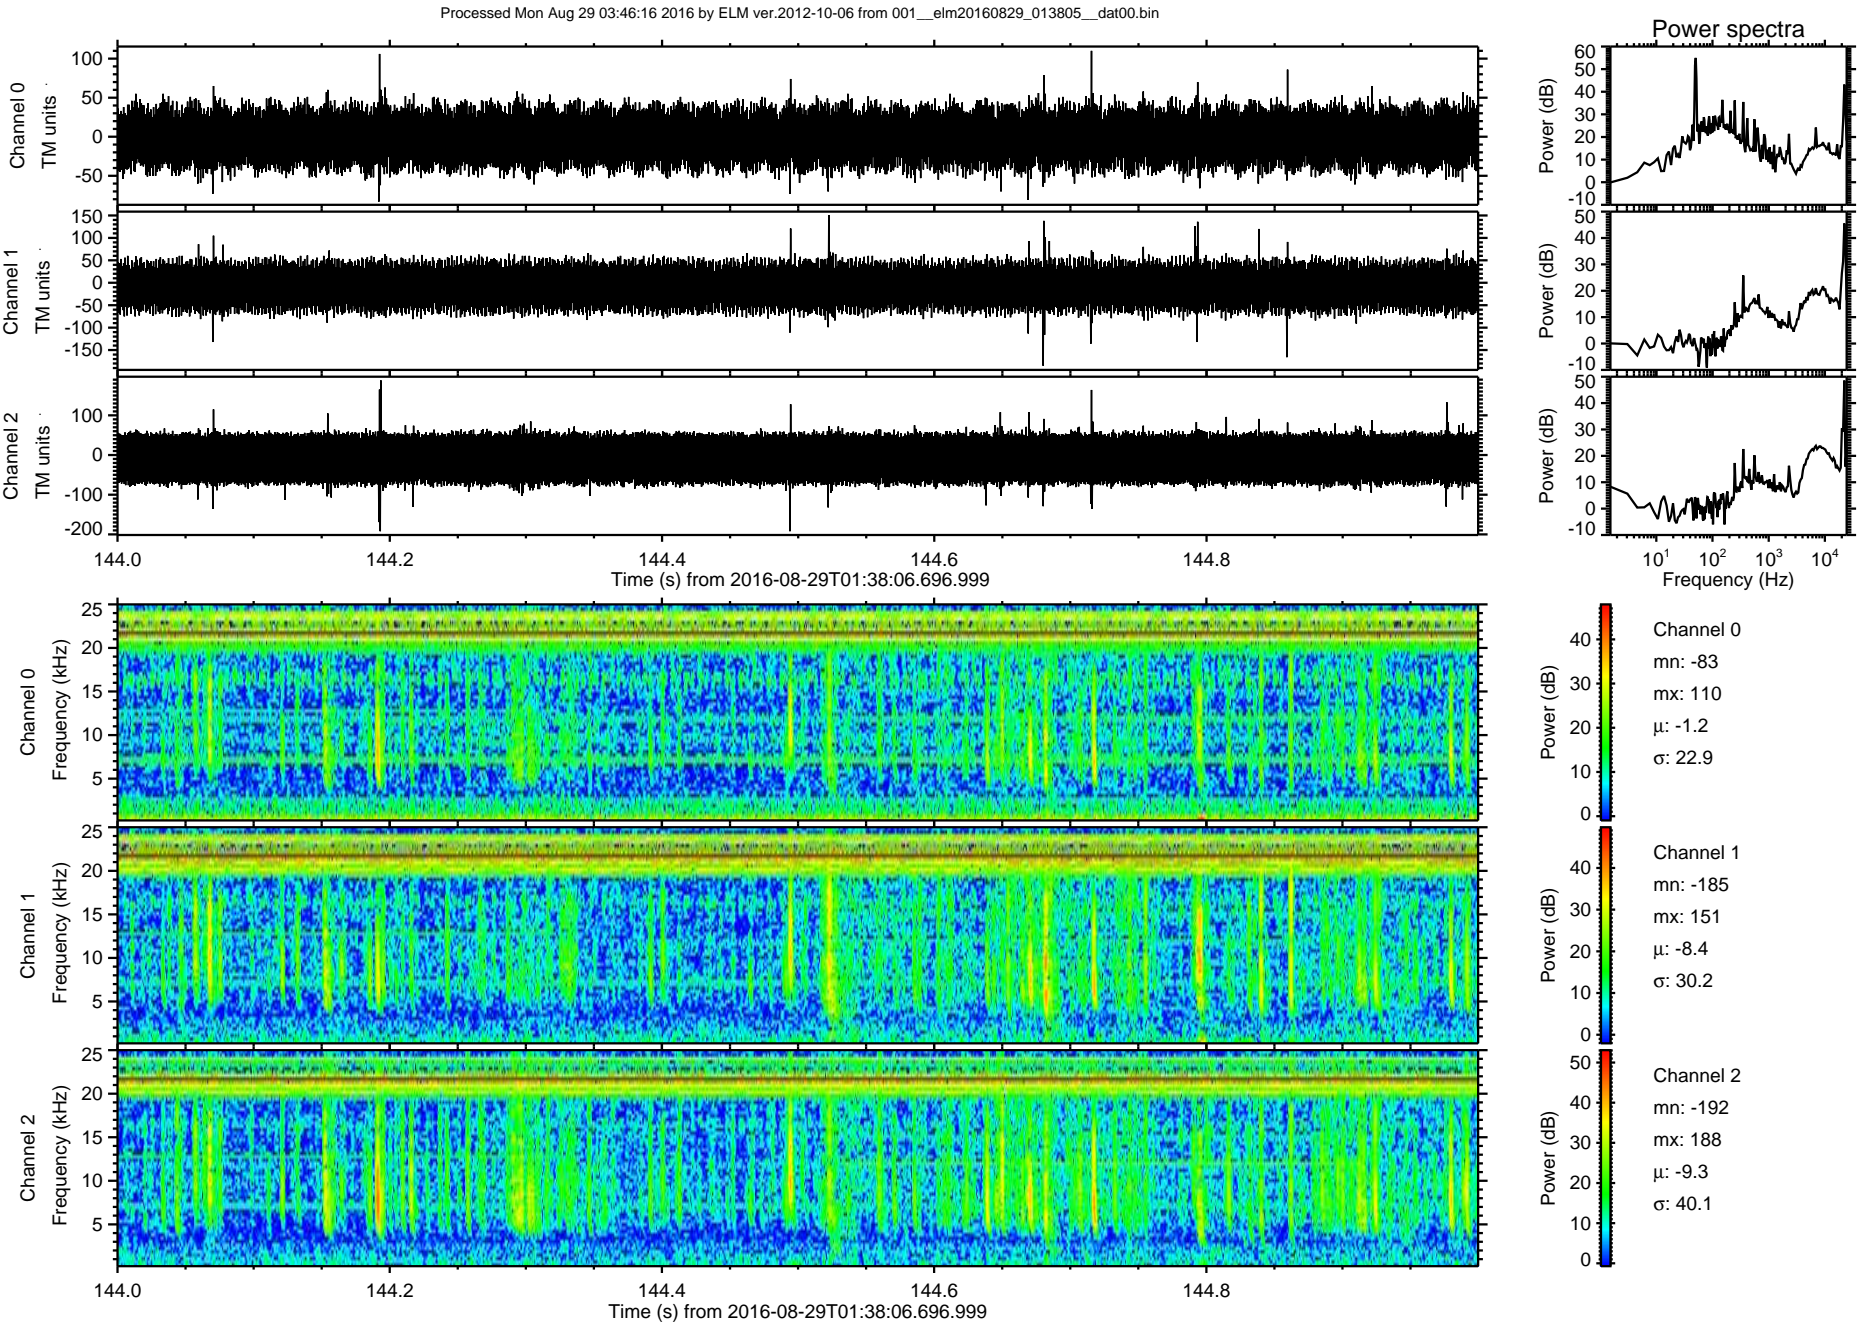 Processed Mon Aug 29 03:46:16 2016 by ELM ver.2012-10-06 from 001__elm20160829_013805__dat00.bin
Power spectra
Channel 0
TM units
100
50
0
-50
Power (dB)
60
50
40
30
20
10
0
-10
Channel 1
TM units
150
100
50
0
-50
-100
-150
Power (dB)
50
40
30
20
10
0
-10
Channel 2
TM units
100
0
-100
-200
Power (dB)
50
40
30
20
10
0
-10
144.0 144.2 144.4 144.6 144.8
Time (s) from 2016-08-29T01:38:06.696.999
10¹ 10² 10³ 10⁴
Frequency (Hz)
Channel 0
Frequency (kHz)
25
20
15
10
5
Power (dB)
40
30
20
10
0
Channel 0
mn: -83
mx: 110
μ: -1.2
σ: 22.9
Channel 1
Frequency (kHz)
25
20
15
10
5
Power (dB)
40
30
20
10
0
Channel 1
mn: -185
mx: 151
μ: -8.4
σ: 30.2
Channel 2
Frequency (kHz)
25
20
15
10
5
Power (dB)
50
40
30
20
10
0
Channel 2
mn: -192
mx: 188
μ: -9.3
σ: 40.1
144.0 144.2 144.4 144.6 144.8
Time (s) from 2016-08-29T01:38:06.696.999